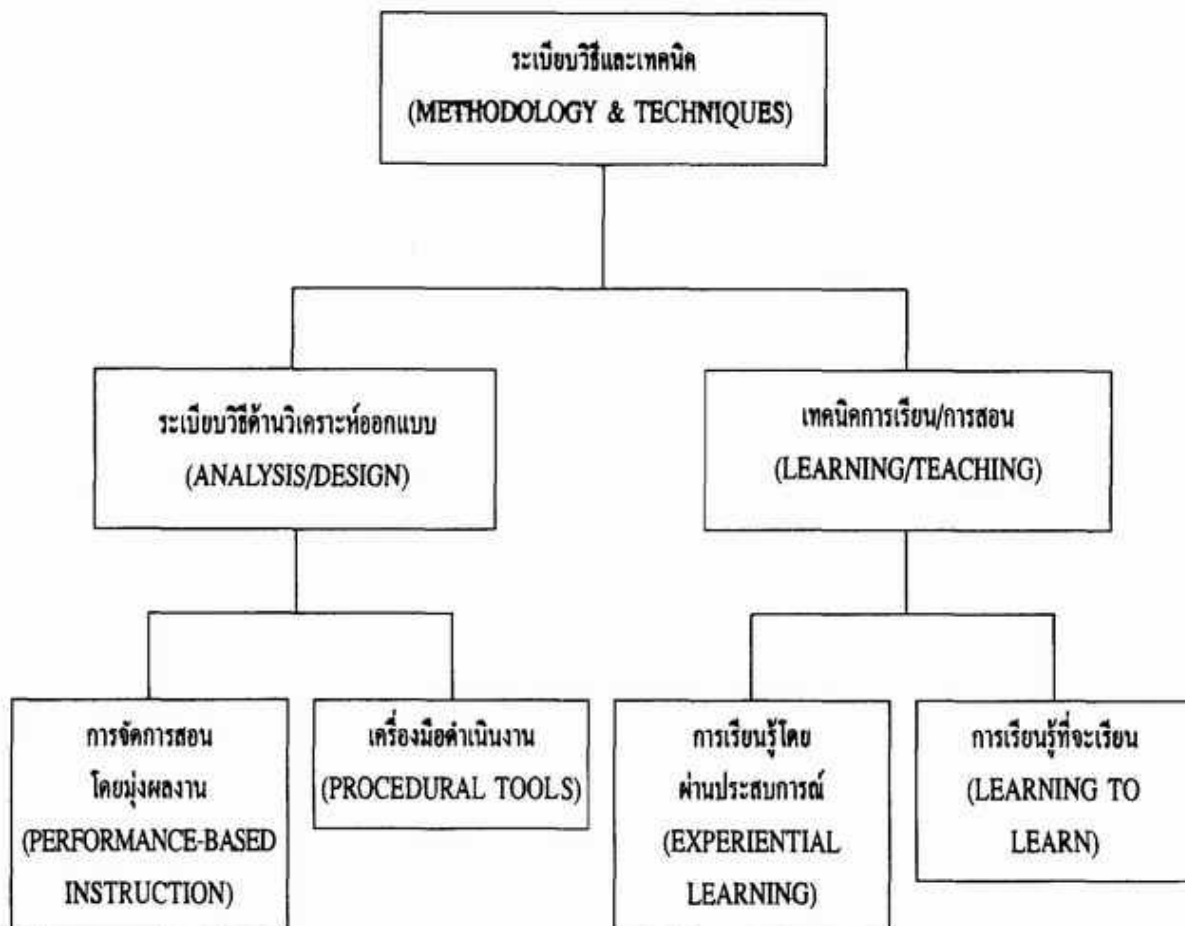 ระเบียบวิธีและเทคนิค
(METHODOLOGY & TECHNIQUES)
ระเบียบวิธีด้านวิเคราะห์ออกแบบ
(ANALYSIS/DESIGN)
เทคนิคการเรียน/การสอน
(LEARNING/TEACHING)
การจัดการสอน
โดยมุ่งผลงาน
(PERFORMANCE-BASED
INSTRUCTION)
เครื่องมือดำเนินงาน
(PROCEDURAL TOOLS)
การเรียนรู้โดย
ผ่านประสบการณ์
(EXPERIENTIAL
LEARNING)
การเรียนรู้ที่จะเรียน
(LEARNING TO
LEARN)